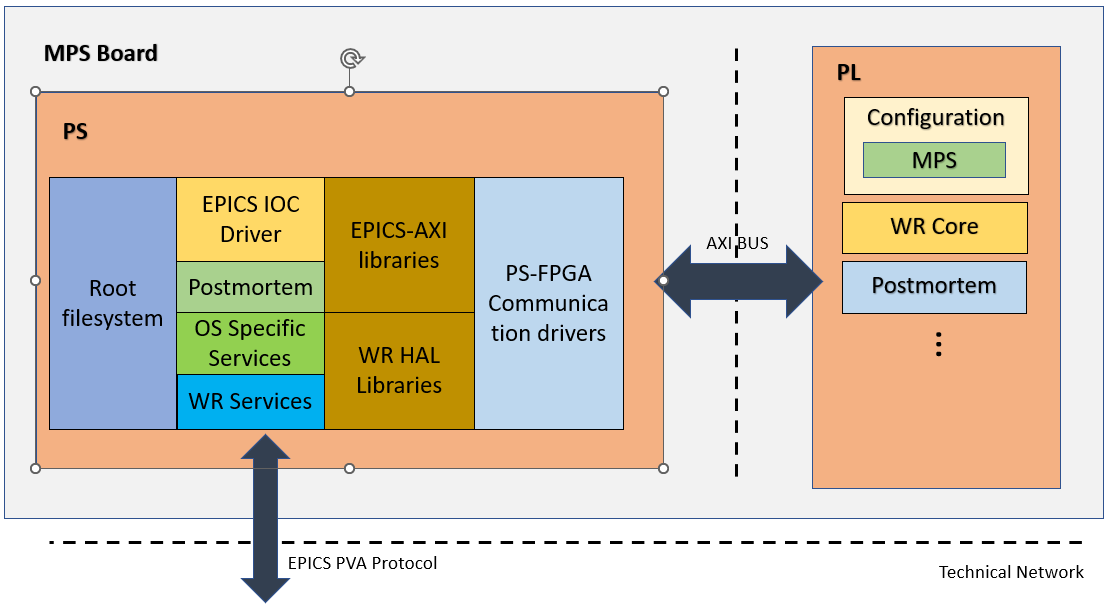 MPS Board
PS
Root
filesystem
EPICS IOC
Driver
Postmortem
OS Specific
Services
WR Services
EPICS-AXI
libraries
WR HAL
Libraries
PS-FPGA
Communica
tion drivers
AXI BUS
PL
Configuration
MPS
WR Core
Postmortem
EPICS PVA Protocol
Technical Network